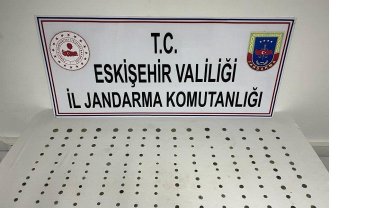 T.C.
ESKİŞEHİR VALİLİĞİ
İL JANDARMA KOMUTANLIĞI